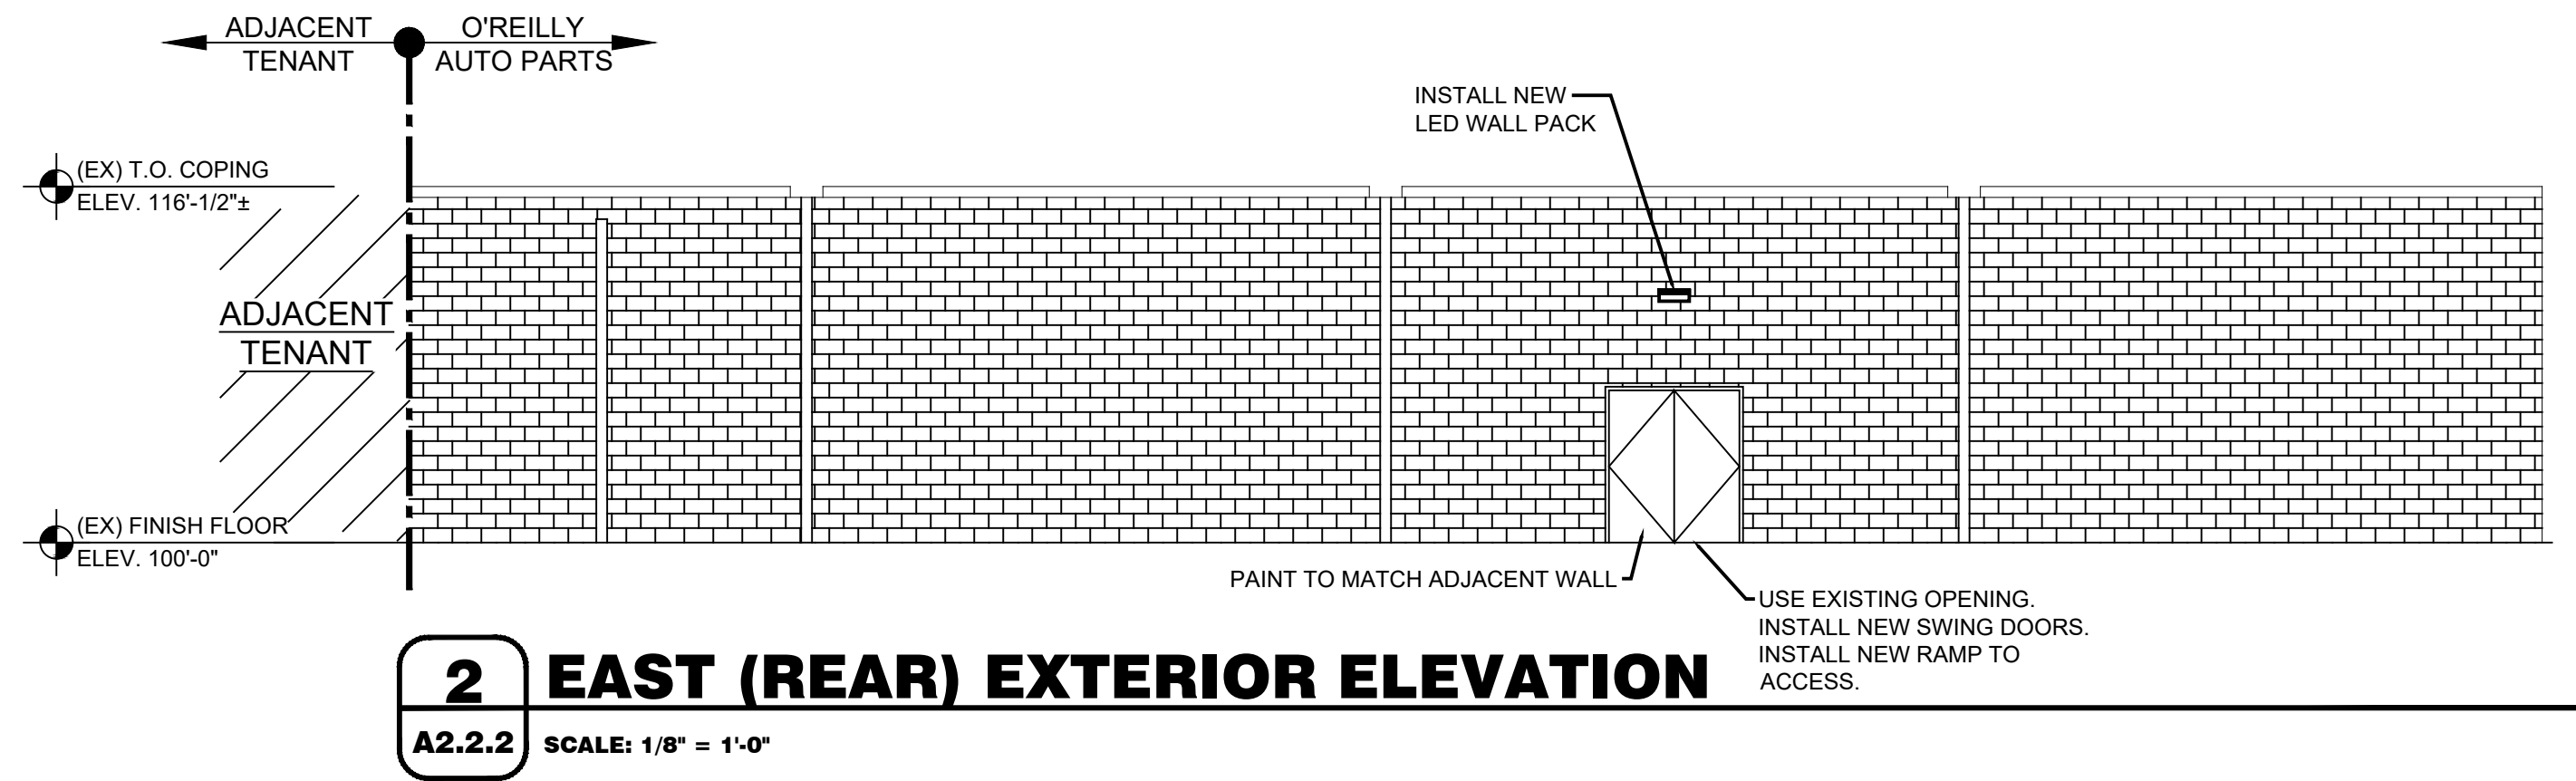 ADJACENT
TENANT
O'REILLY
AUTO PARTS
INSTALL NEW
LED WALL PACK
(EX) T.O. COPING
ELEV. 116'-1/2"±
ADJACENT
TENANT
(EX) FINISH FLOOR
ELEV. 100'-0"
PAINT TO MATCH ADJACENT WALL
USE EXISTING OPENING.
INSTALL NEW SWING DOORS.
INSTALL NEW RAMP TO
ACCESS.
2
EAST (REAR) EXTERIOR ELEVATION
A2.2.2
SCALE: 1/8" = 1'-0"